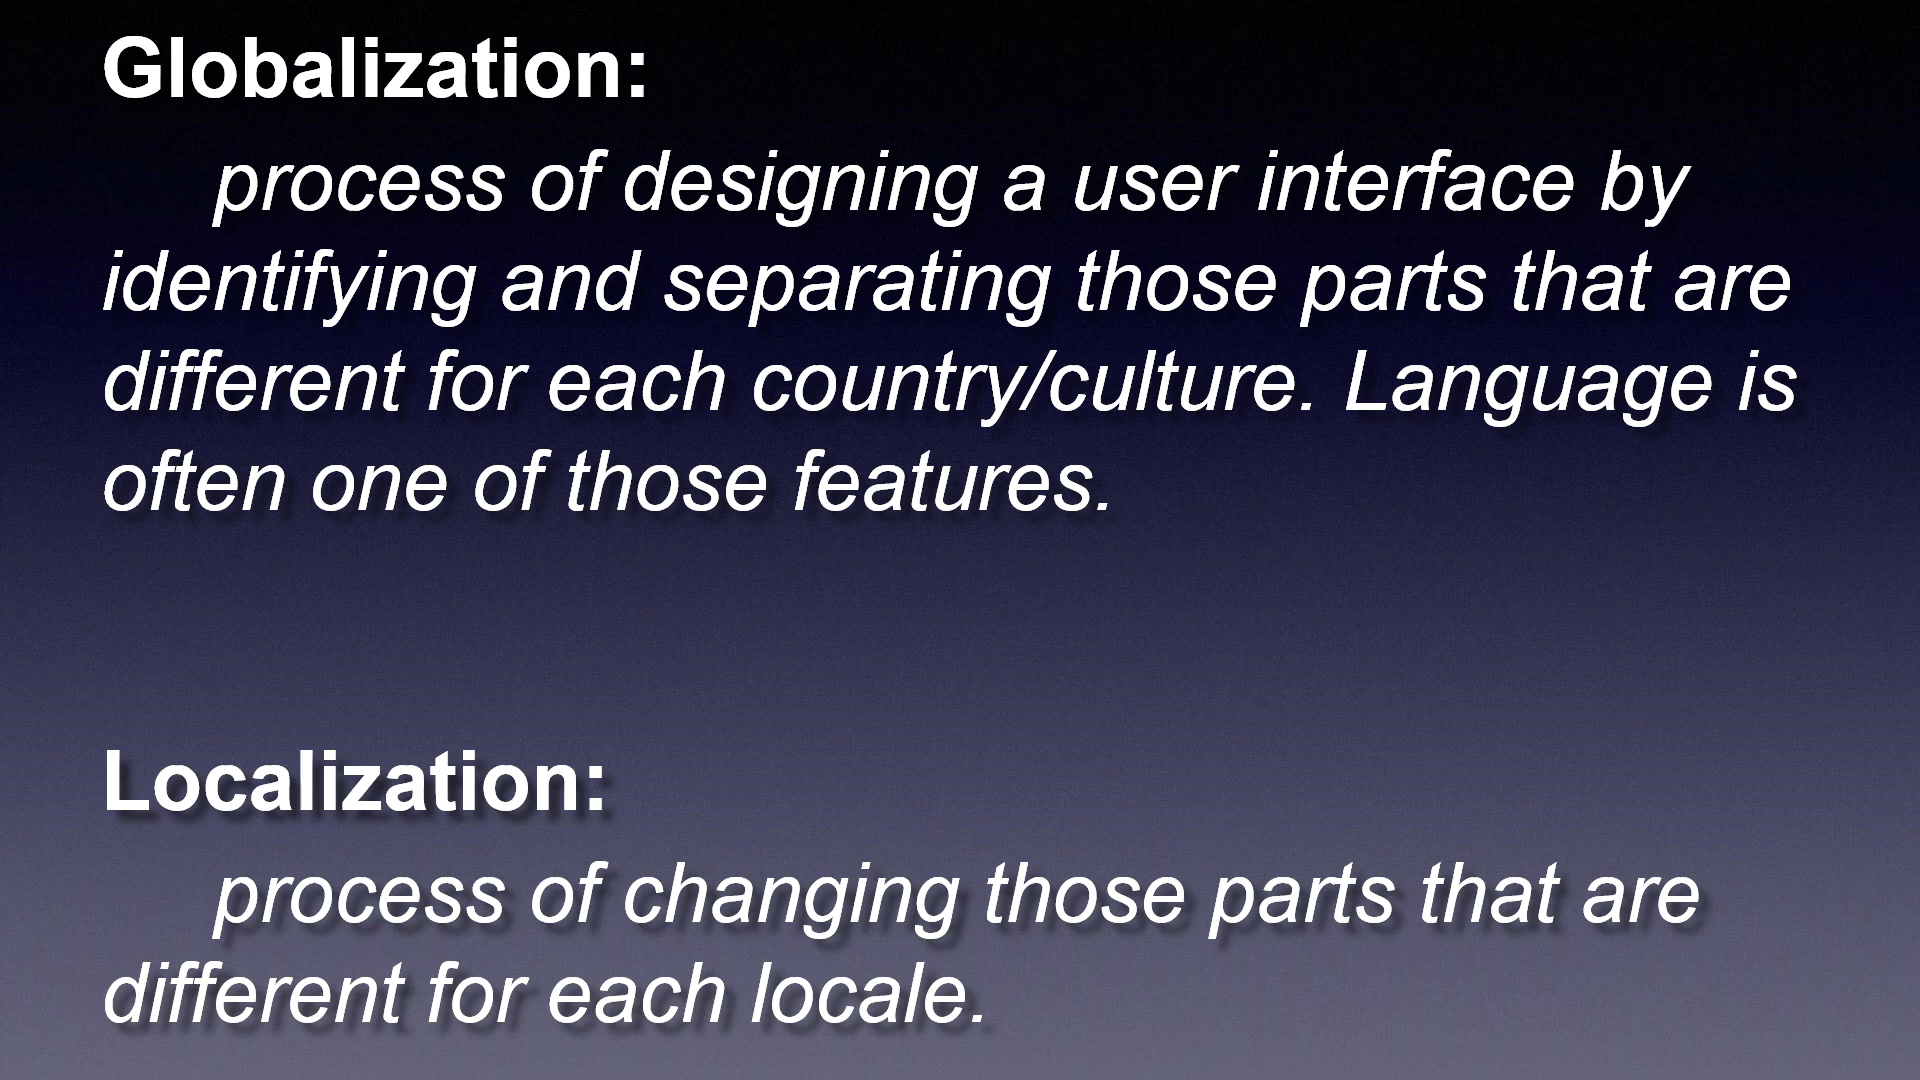 Globalization:
process of designing a user interface by
identifying and separating those parts that are
different for each country/culture. Language is
often one of those features.
Localization:
process of changing those parts that are
different for each locale.